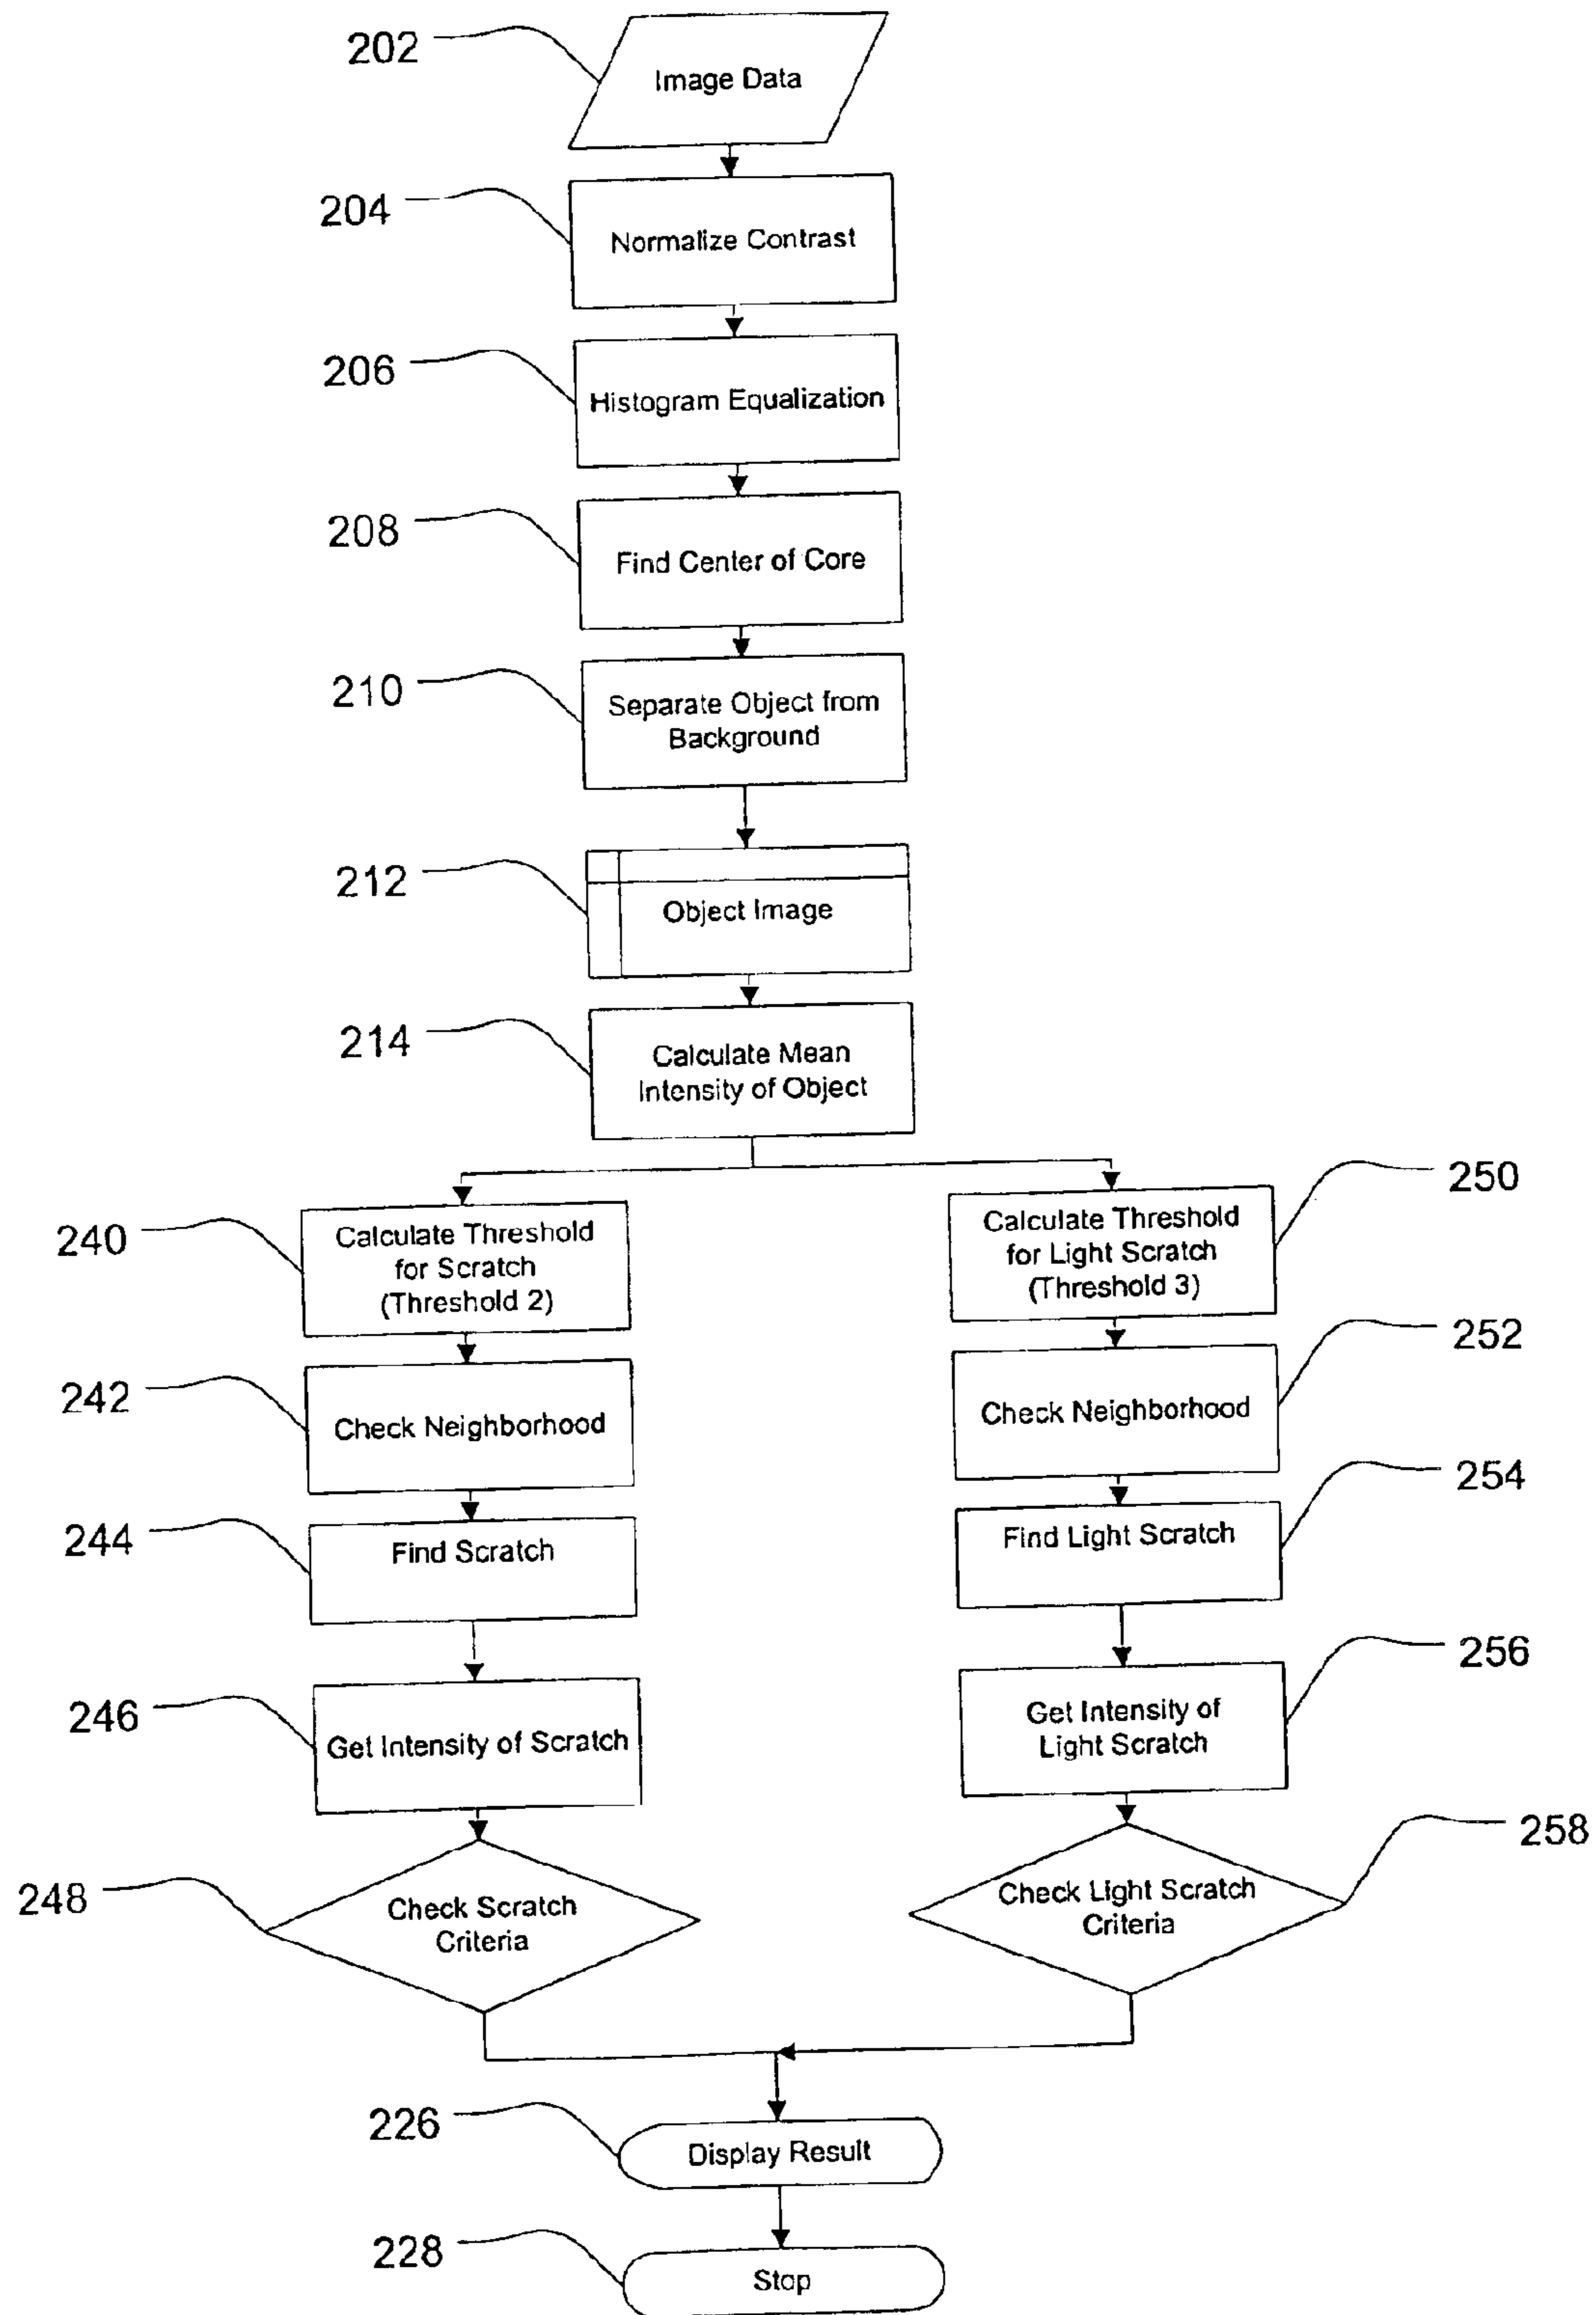 202
Image Data
204
Normalize Contrast
206
Histogram Equalization
208
Find Center of Core
210
Separate Object from
Background
212
Object Image
214
Calculate Mean
Intensity of Object
240
Calculate Threshold
for Scratch
(Threshold 2)
250
Calculate Threshold
for Light Scratch
(Threshold 3)
242
Check Neighborhood
252
Check Neighborhood
244
Find Scratch
254
Find Light Scratch
246
Get Intensity of Scratch
256
Get Intensity of
Light Scratch
248
Check Scratch
Criteria
258
Check Light Scratch
Criteria
226
Display Result
228
Stop